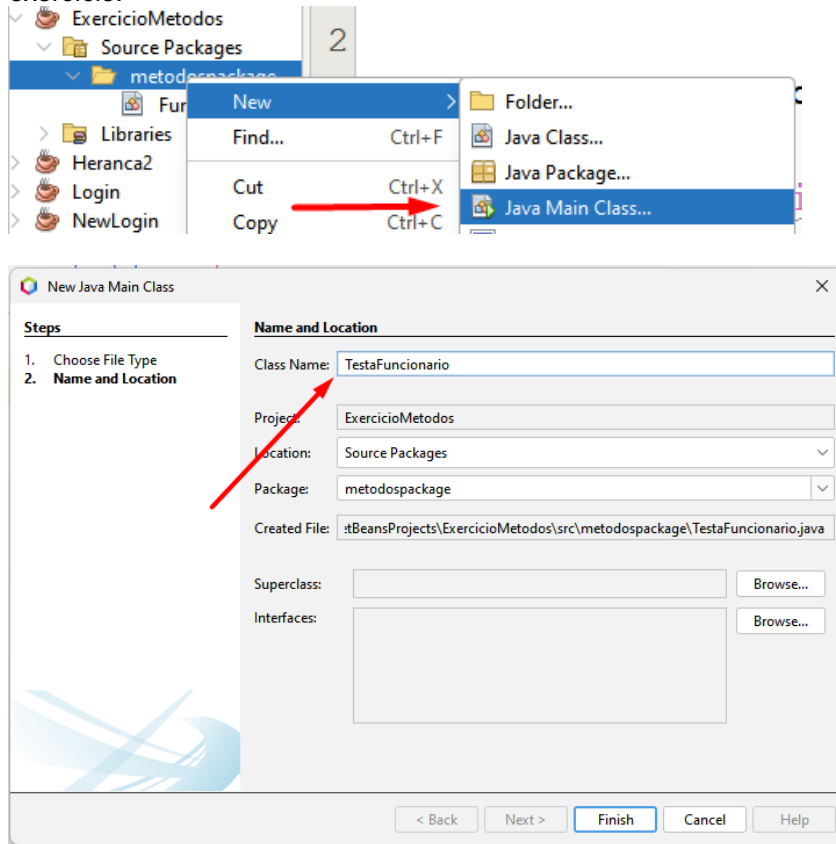 exercício.
ExercicioMetodos
Source Packages
2
New
Folder...
Fur
Find... Ctrl+F
Java Class...
Libraries
Java Package...
Heranca2
Cut Ctrl+X
Java Main Class...
Login
NewLogin
Copy Ctrl+C
New Java Main Class
Steps
Name and Location
1. Choose File Type
2. Name and Location
Class Name: TestaFuncionario
Project: ExercicioMetodos
Location: Source Packages
Package: metodospackage
Created File: :tBeansProjects\ExercicioMetodos\src\metodospackage\TestaFuncionario.java
Superclass: Browse...
Interfaces: Browse...
< Back Next > Finish Cancel Help